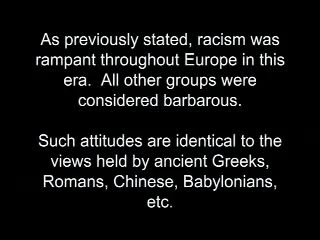 As previously stated, racism was
rampant throughout Europe in this
era.  All other groups were
considered barbarous.
Such attitudes are identical to the
views held by ancient Greeks,
Romans, Chinese, Babylonians,
etc.